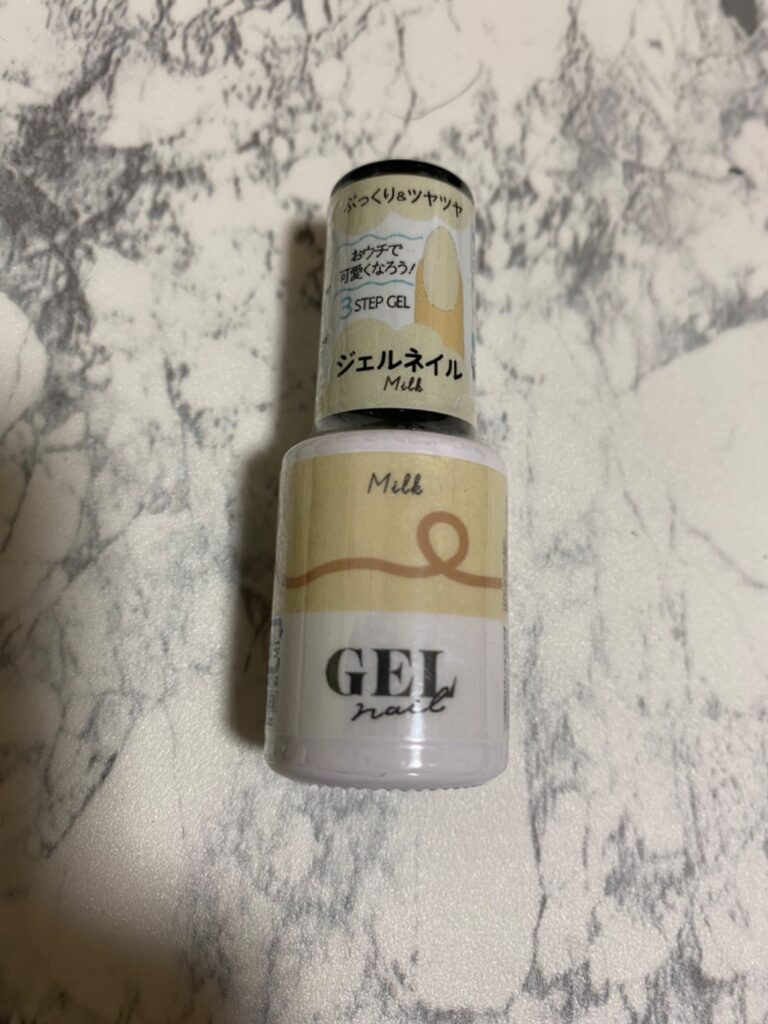 ぷっくり&ツヤツヤ
おウチで
可愛くなろう!
3 STEP GEL
ジェルネイル
Milk
Milk
GEL
nail